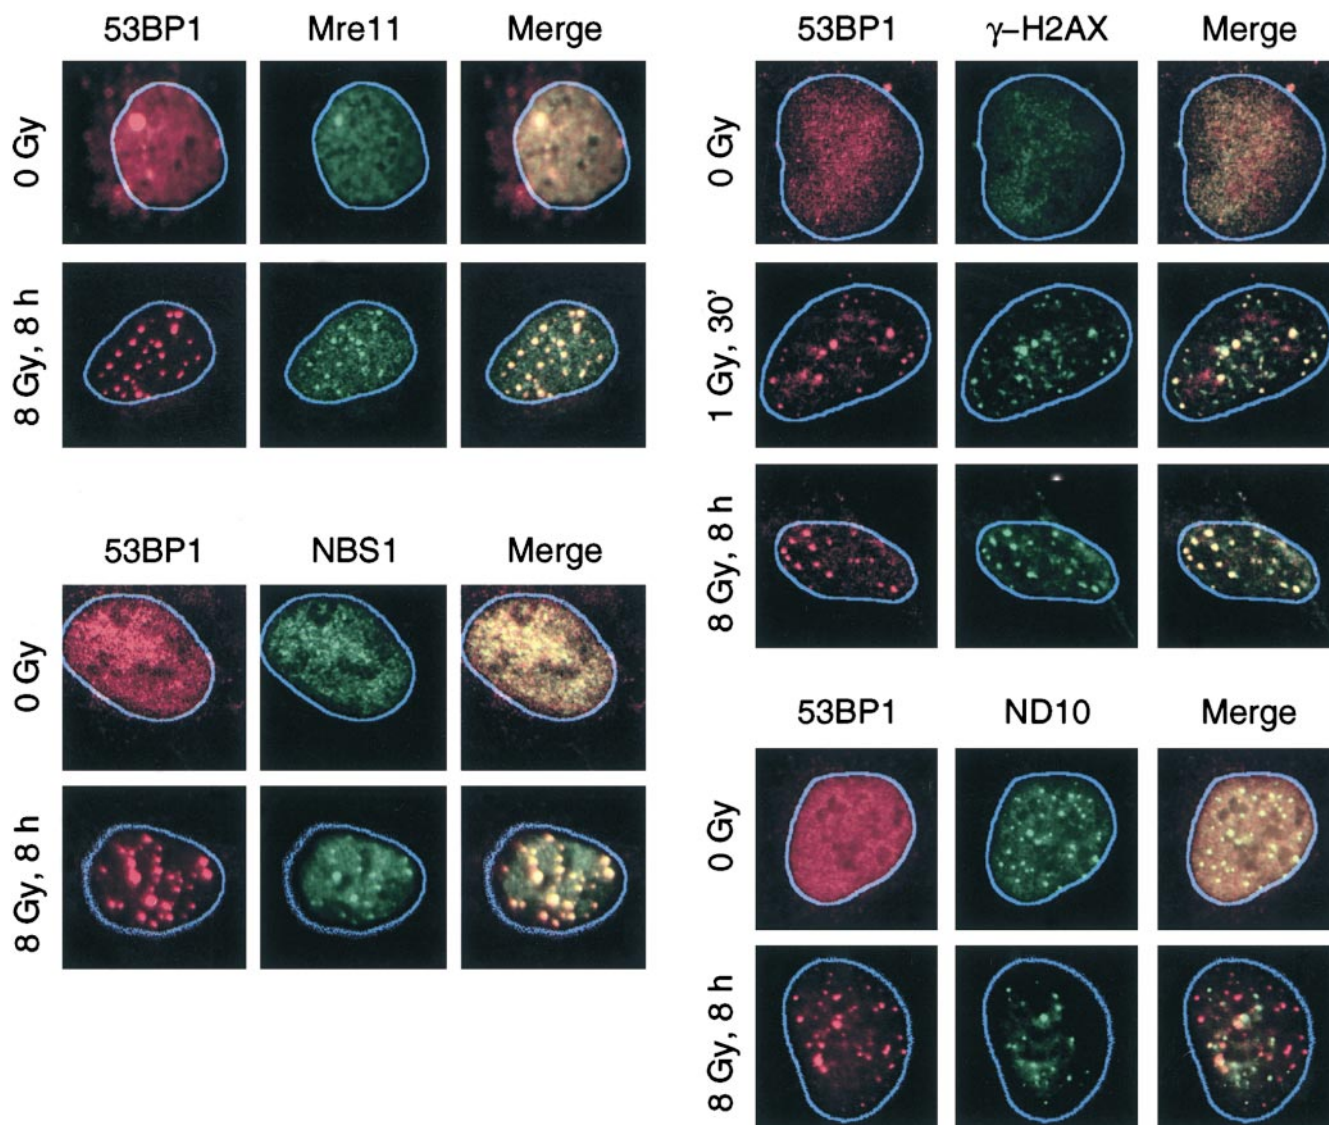 53BP1 Mre11 Merge
0 Gy
8 Gy, 8 h
53BP1 NBS1 Merge
0 Gy
8 Gy, 8 h
53BP1 γ–H2AX Merge
0 Gy
1 Gy, 30'
8 Gy, 8 h
53BP1 ND10 Merge
0 Gy
8 Gy, 8 h